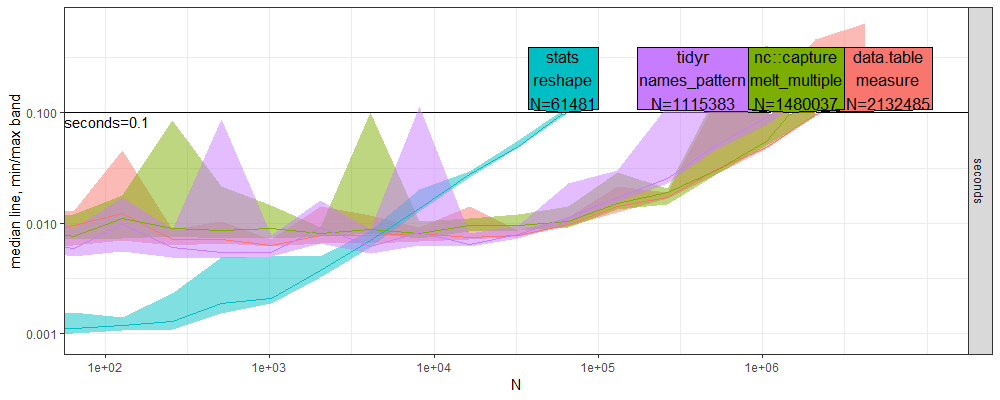 stats
reshape
N=61481
tidyr
names_pattern
N=1115383
nc::capture
melt_multiple
N=1480037
data.table
measure
N=2132485
seconds=0.1
0.100
0.010
0.001
median line, min/max band
1e+02
1e+03
1e+04
1e+05
1e+06
N
seconds